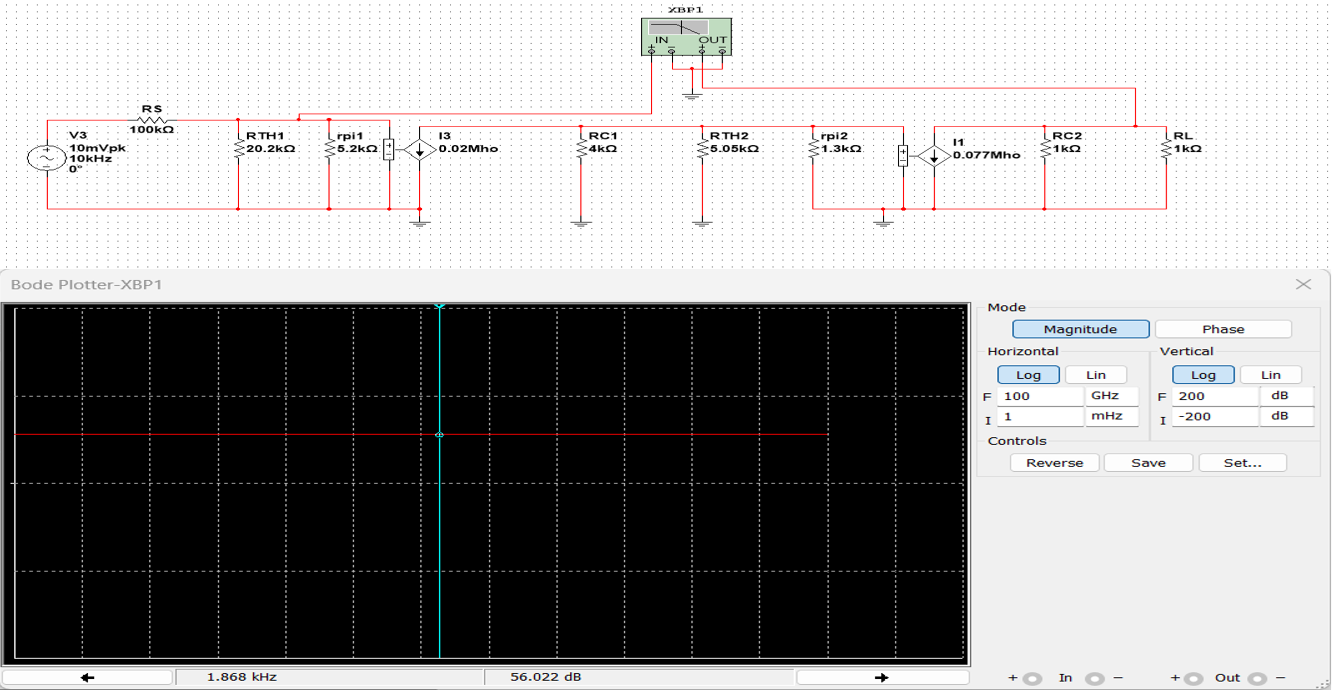 XBP1
IN OUT
RS
100kΩ
V3
10mVpk
10kHz
0°
RTH1
20.2kΩ
rpi1
5.2kΩ
I3
0.02Mho
RC1
4kΩ
RTH2
5.05kΩ
rpi2
1.3kΩ
I1
0.077Mho
RC2
1kΩ
RL
1kΩ
Bode Plotter-XBP1
Mode
Magnitude Phase
Horizontal Vertical
Log Lin Log Lin
F 100 GHz F 200 dB
I 1 mHz I -200 dB
Controls
Reverse Save Set...
1.868 kHz 56.022 dB
+ In − + Out −